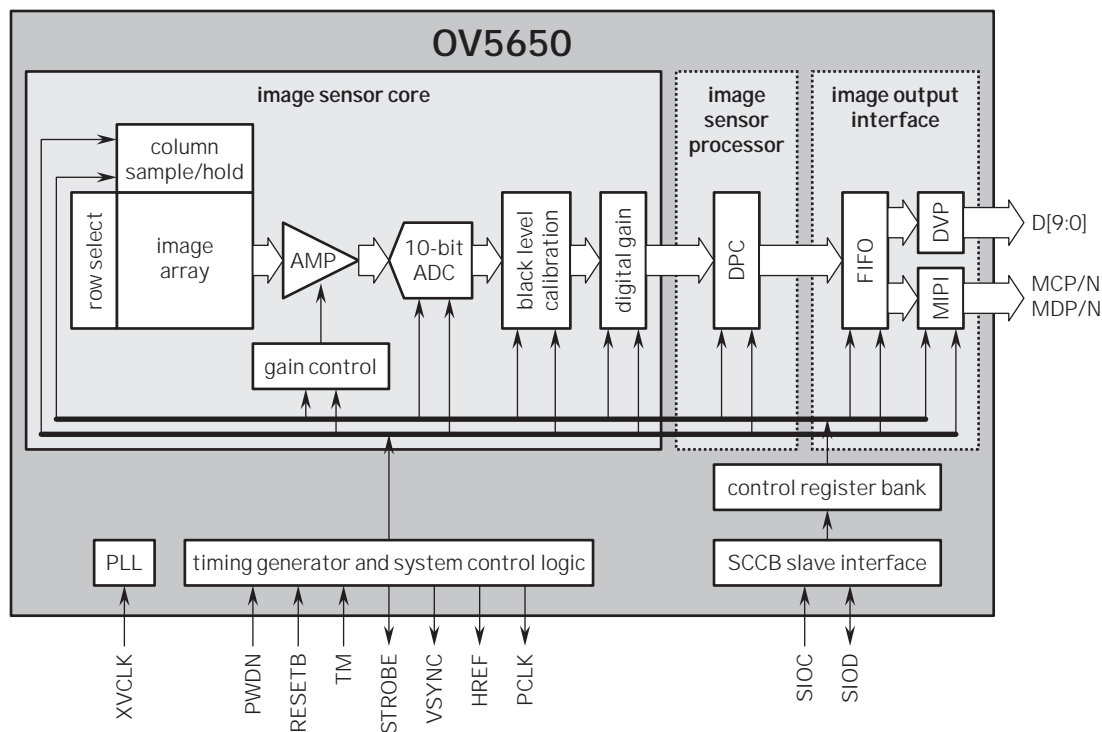 OV5650
image sensor core
image
sensor
processor
image output
interface
column
sample/hold
row select
image
array
AMP
10-bit
ADC
black level
calibration
digital gain
DPC
FIFO
DVP
MIPI
D[9:0]
MCP/N
MDP/N
gain control
control register bank
PLL
timing generator and system control logic
SCCB slave interface
XVCLK
PWDN
RESETB
TM
STROBE
VSYNC
HREF
PCLK
SIOC
SIOD